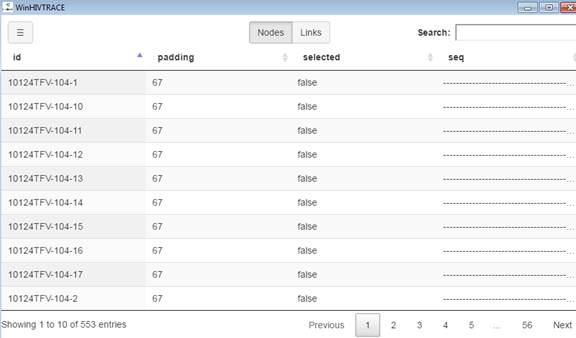 WinHIVTRACE
☰ Nodes Links Search:
id padding selected seq
10124TFV-104-1 67 false ----------------------------------------...
10124TFV-104-10 67 false ----------------------------------------...
10124TFV-104-11 67 false ----------------------------------------...
10124TFV-104-12 67 false ----------------------------------------...
10124TFV-104-13 67 false ----------------------------------------...
10124TFV-104-14 67 false ----------------------------------------...
10124TFV-104-15 67 false ----------------------------------------...
10124TFV-104-16 67 false ----------------------------------------...
10124TFV-104-17 67 false ----------------------------------------...
10124TFV-104-2 67 false ----------------------------------------...
Showing 1 to 10 of 553 entries Previous 1 2 3 4 5 ... 56 Next